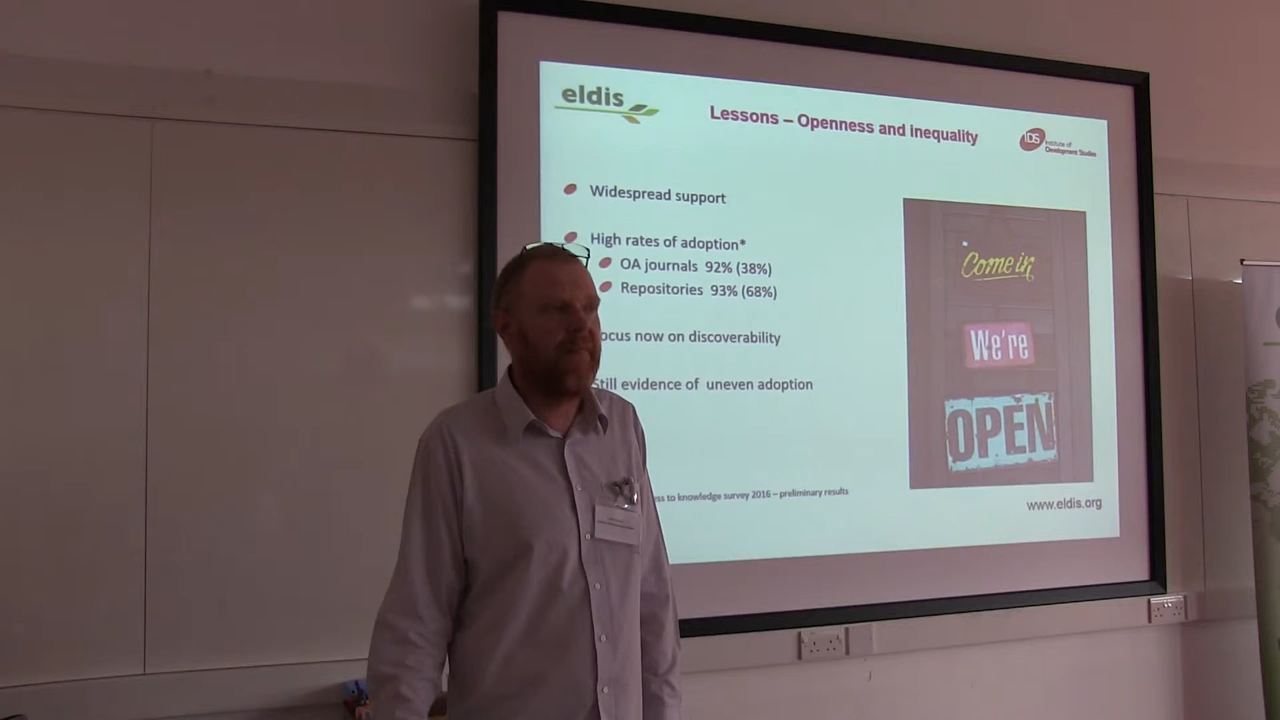 eldis
Lessons – Openness and inequality
IDS
Institute of
Development Studies
Widespread support
High rates of adoption*
OA journals 92% (38%)
Repositories 93% (68%)
ocus now on discoverability
Still evidence of uneven adoption
ess to knowledge survey 2016 – preliminary results
Come in
We're
OPEN
www.eldis.org